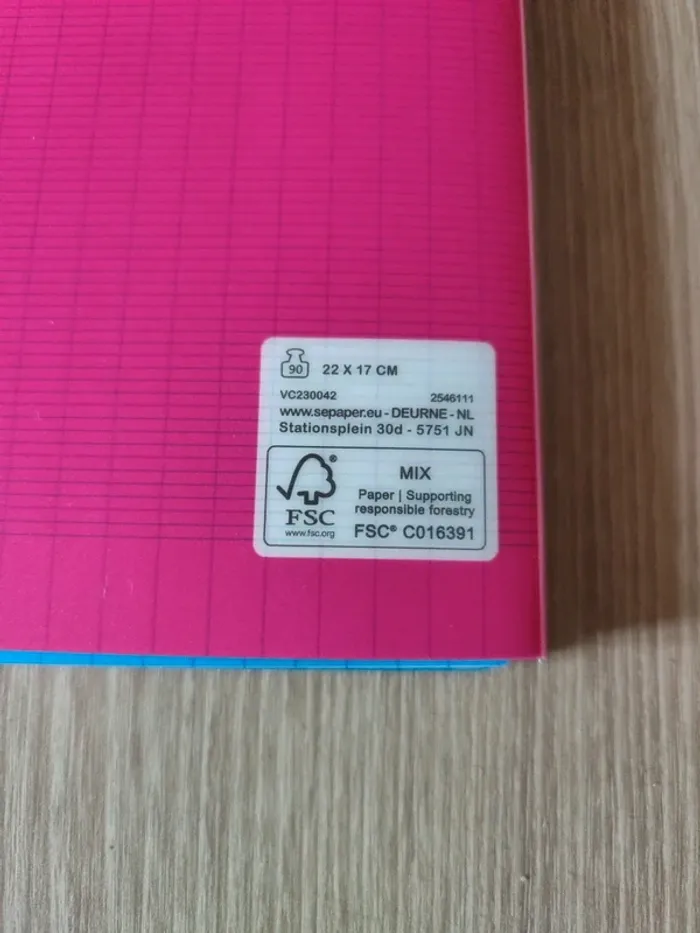 90 22 X 17 CM
VC230042 2546111
www.sepaper.eu - DEURNE - NL
Stationsplein 30d - 5751 JN
®
FSC
www.fsc.org
MIX
Paper | Supporting
responsible forestry
FSC® C016391